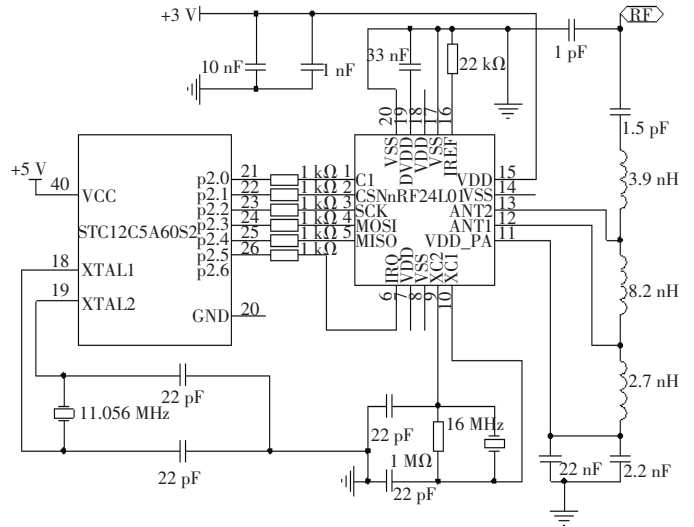 +3 V
RF
10 nF
1 nF
33 nF
22 kΩ
1 pF
1.5 pF
3.9 nH
8.2 nH
2.7 nH
20 19 18 17 16
VSS DVDD VDD VSS IREF
+5 V
40 VCC
STC12C5A60S2
18 XTAL1
19 XTAL2
GND 20
p2.0 21 1 kΩ 1 C1
p2.1 22 1 kΩ 2 CSN
p2.2 23 1 kΩ 3 SCK
p2.3 24 1 kΩ 4 MOSI
p2.4 25 1 kΩ 5 MISO
p2.5 26 1 kΩ
p2.6
nRF24L01
VDD 15
VSS 14
ANT2 13
ANT1 12
VDD_PA 11
IRQ VDD VSS XC2 XC1
6 7 8 9 10
22 pF
11.056 MHz
22 pF
22 pF
16 MHz
1 MΩ
22 pF
22 nF
2.2 nF